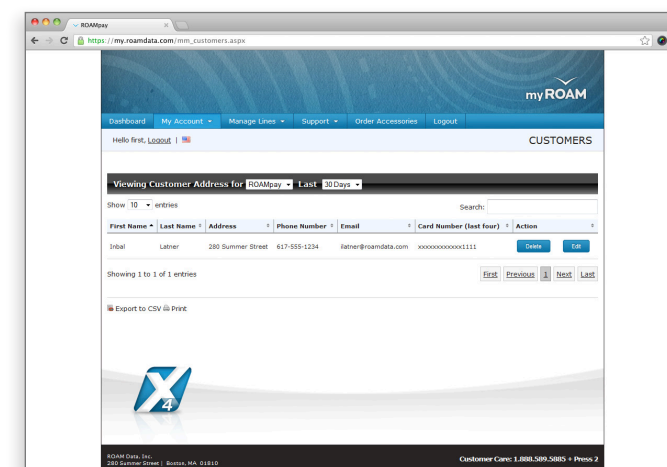 ROAMpay
https://my.roamdata.com/mm_customers.aspx
myROAM
Dashboard My Account Manage Lines Support Order Accessories Logout
Hello first, Logout |
CUSTOMERS
Viewing Customer Address for ROAMpay Last 30 Days
Show 10 entries
Search:
First Name Last Name Address Phone Number Email Card Number (last four) Action
Inbal Latner 280 Summer Street 617-555-1234 ilatner@roamdata.com xxxxxxxxxxxx1111 Delete Edit
Showing 1 to 1 of 1 entries
First Previous 1 Next Last
Export to CSV Print
X4
ROAM Data, Inc.
280 Summer Street | Boston, MA 01810
Customer Care: 1.888.589.5885 + Press 2